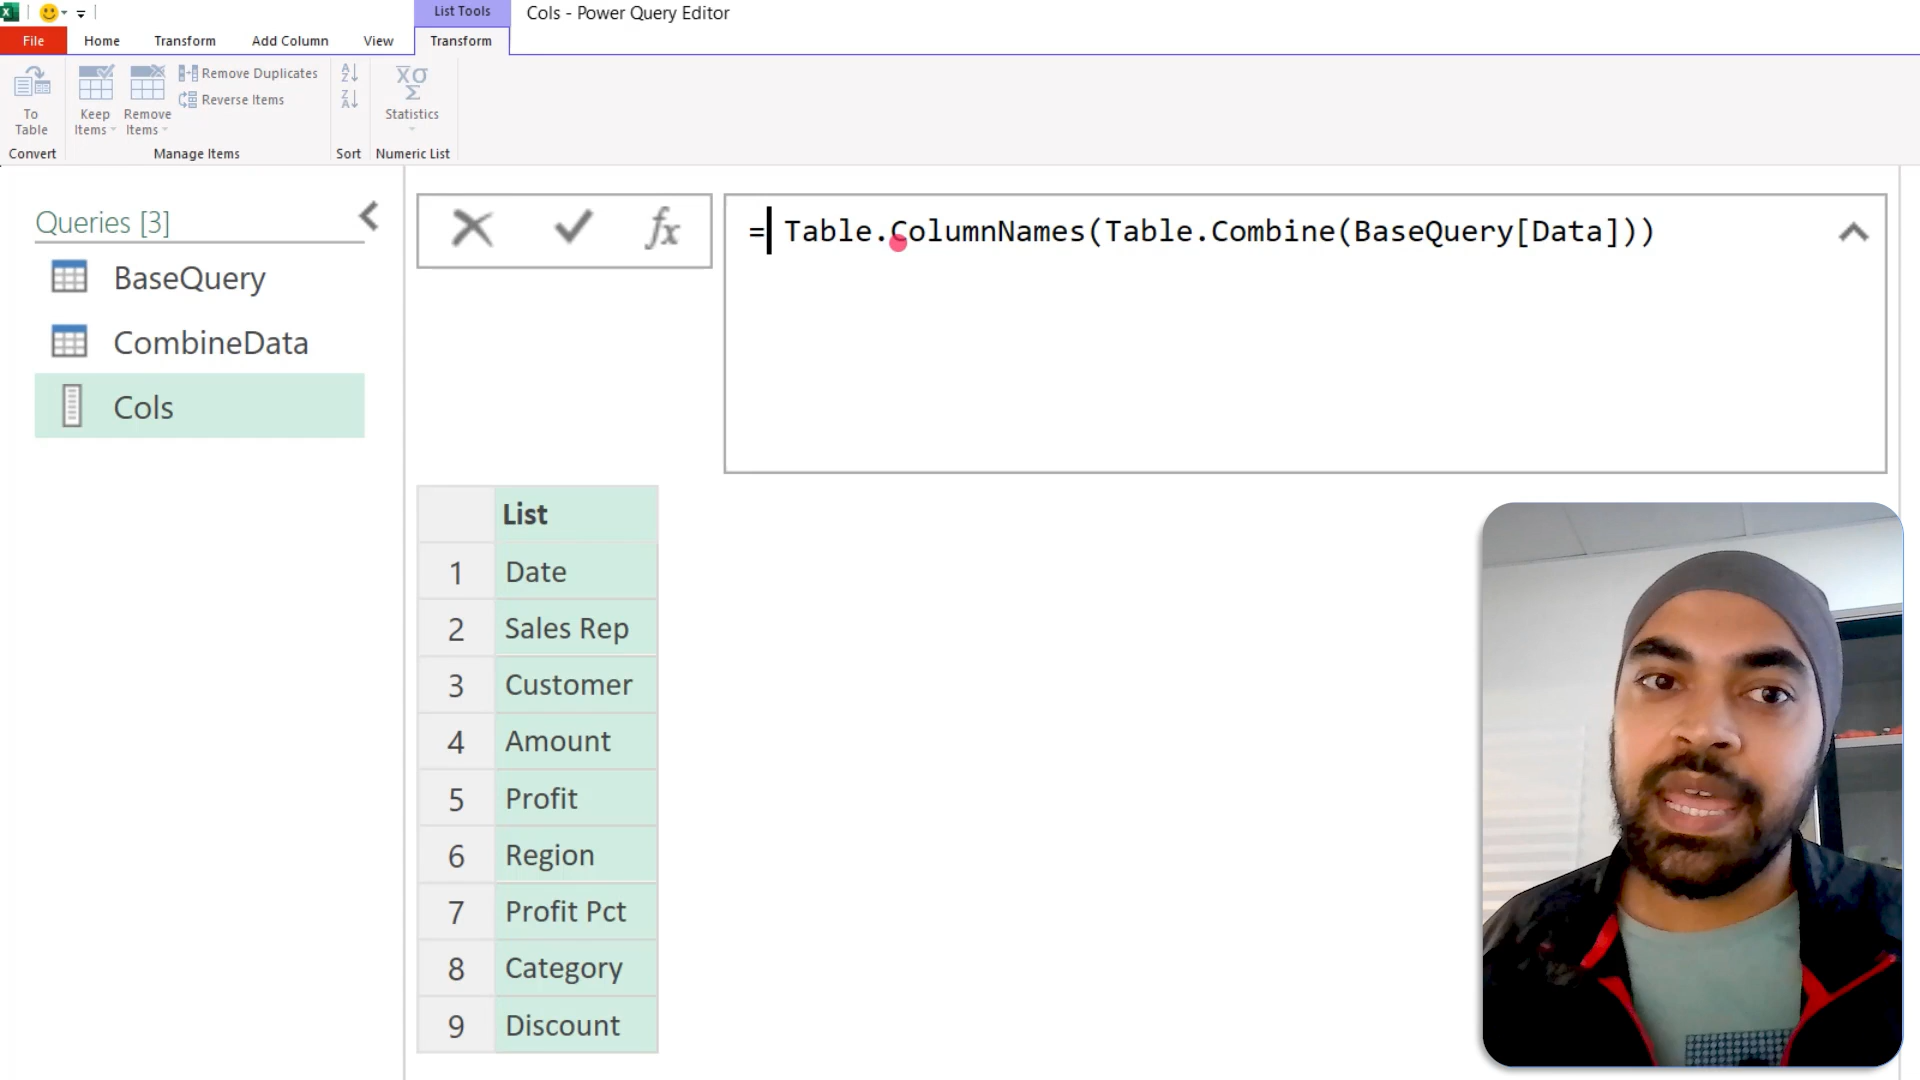 List Tools
Cols - Power Query Editor
File
Home
Transform
Add Column
View
Transform
To Table
Keep Items
Remove Items
Remove Duplicates
Reverse Items
Statistics
Convert
Manage Items
Sort
Numeric List
Queries [3]
BaseQuery
CombineData
Cols
fx
= Table.ColumnNames(Table.Combine(BaseQuery[Data]))
List
1 Date
2 Sales Rep
3 Customer
4 Amount
5 Profit
6 Region
7 Profit Pct
8 Category
9 Discount